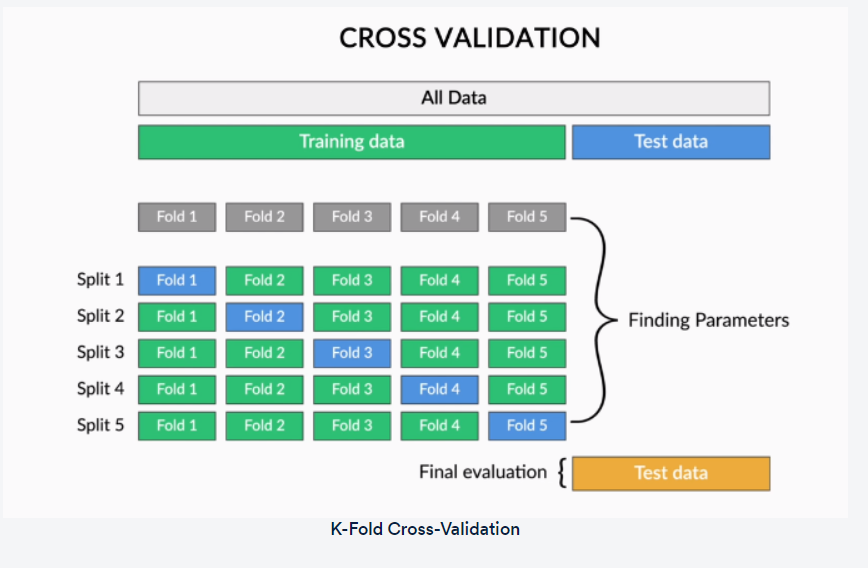 CROSS VALIDATION
All Data
Training data Test data
Fold 1 Fold 2 Fold 3 Fold 4 Fold 5
Split 1 Fold 1 Fold 2 Fold 3 Fold 4 Fold 5
Split 2 Fold 1 Fold 2 Fold 3 Fold 4 Fold 5
Finding Parameters
Split 3 Fold 1 Fold 2 Fold 3 Fold 4 Fold 5
Split 4 Fold 1 Fold 2 Fold 3 Fold 4 Fold 5
Split 5 Fold 1 Fold 2 Fold 3 Fold 4 Fold 5
Final evaluation { Test data
K-Fold Cross-Validation